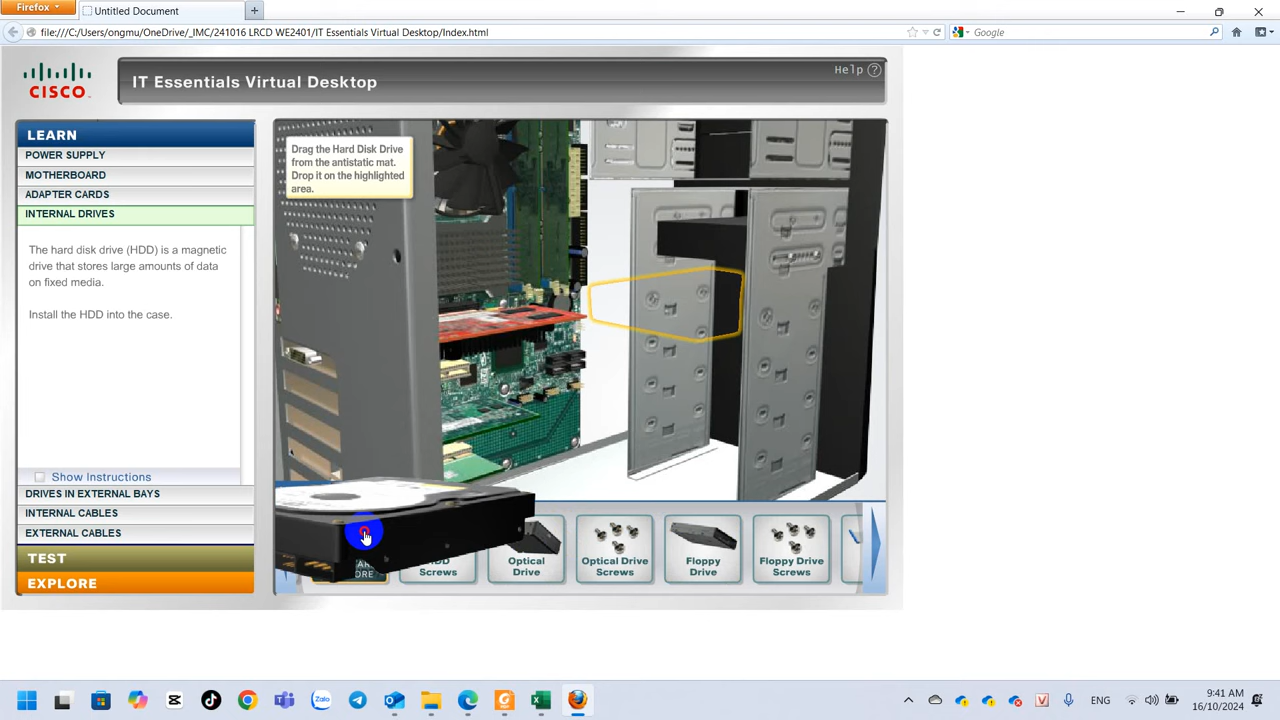 Firefox
Untitled Document
file:///C:/Users/ongmu/OneDrive/_IMC/241016 LRCD WE2401/IT Essentials Virtual Desktop/Index.html
Google
CISCO
IT Essentials Virtual Desktop
Help ?
LEARN
POWER SUPPLY
MOTHERBOARD
ADAPTER CARDS
INTERNAL DRIVES
The hard disk drive (HDD) is a magnetic
drive that stores large amounts of data
on fixed media.
Install the HDD into the case.
Show Instructions
DRIVES IN EXTERNAL BAYS
INTERNAL CABLES
EXTERNAL CABLES
TEST
EXPLORE
Drag the Hard Disk Drive
from the antistatic mat.
Drop it on the highlighted
area.
Screws
Optical
Drive
Optical Drive
Screws
Floppy
Drive
Floppy Drive
Screws
ENG
9:41 AM
16/10/2024